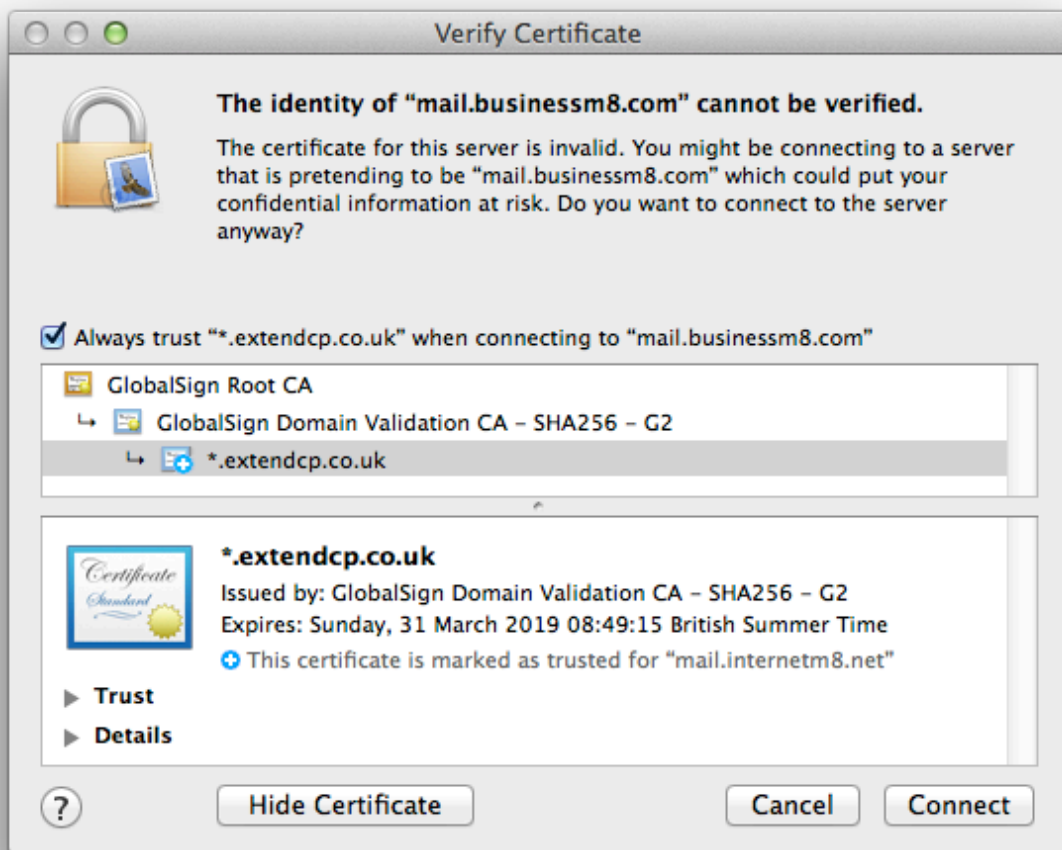 Verify Certificate
The identity of “mail.businessm8.com” cannot be verified.
The certificate for this server is invalid. You might be connecting to a server
that is pretending to be “mail.businessm8.com” which could put your
confidential information at risk. Do you want to connect to the server
anyway?
Always trust “*.extendcp.co.uk” when connecting to “mail.businessm8.com”
GlobalSign Root CA
GlobalSign Domain Validation CA – SHA256 – G2
*.extendcp.co.uk
Certificate
Standard
*.extendcp.co.uk
Issued by: GlobalSign Domain Validation CA – SHA256 – G2
Expires: Sunday, 31 March 2019 08:49:15 British Summer Time
This certificate is marked as trusted for “mail.internetm8.net”
Trust
Details
?
Hide Certificate
Cancel
Connect